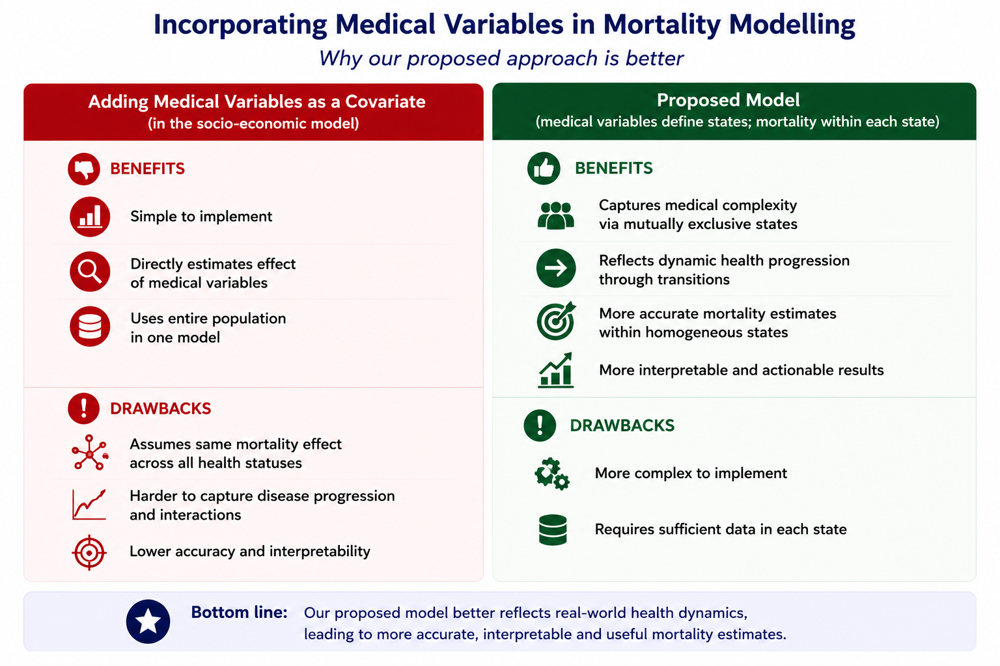 Incorporating Medical Variables in Mortality Modelling
Why our proposed approach is better
Adding Medical Variables as a Covariate
(in the socio-economic model)
BENEFITS
Simple to implement
Directly estimates effect
of medical variables
Uses entire population
in one model
DRAWBACKS
Assumes same mortality effect
across all health statuses
Harder to capture disease progression
and interactions
Lower accuracy and interpretability
Proposed Model
(medical variables define states; mortality within each state)
BENEFITS
Captures medical complexity
via mutually exclusive states
Reflects dynamic health progression
through transitions
More accurate mortality estimates
within homogeneous states
More interpretable and actionable results
DRAWBACKS
More complex to implement
Requires sufficient data in each state
Bottom line: Our proposed model better reflects real-world health dynamics,
leading to more accurate, interpretable and useful mortality estimates.